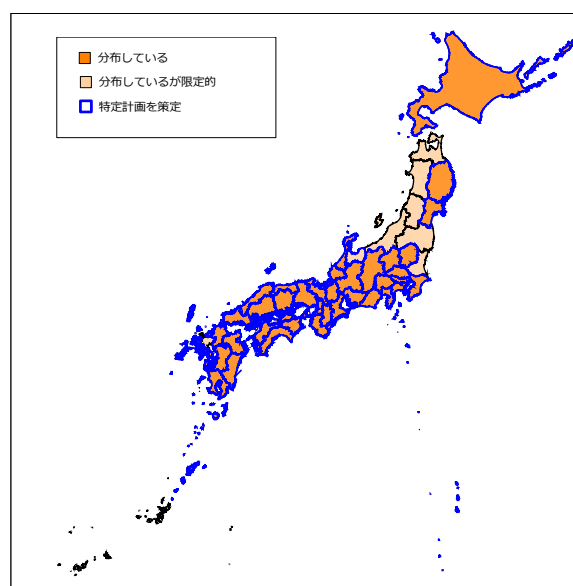 分布している
分布しているが限定的
特定計画を策定